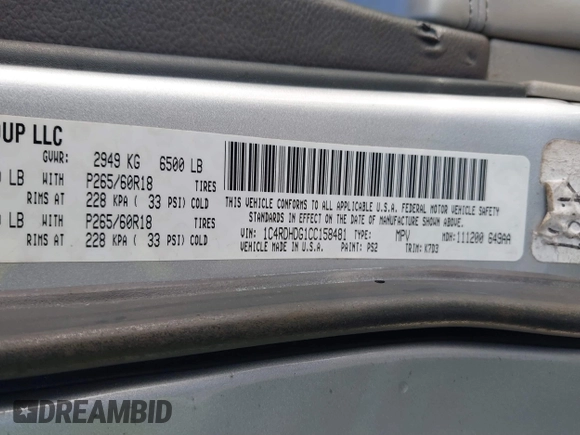 OUP LLC
GVWR: 2949 KG 6500 LB
LB WITH P265/60R18 TIRES
RIMS AT 228 KPA ( 33 PSI) COLD
LB WITH P265/60R18 TIRES
RIMS AT 228 KPA ( 33 PSI) COLD
THIS VEHICLE CONFORMS TO ALL APPLICABLE U.S.A. FEDERAL MOTOR VEHICLE SAFETY
STANDARDS IN EFFECT ON THE DATE OF MANUFACTURE SHOWN ABOVE.
VIN: 1C4RDHDG1CC158481 TYPE: MPV MDH: 111200 649AA
VEHICLE MADE IN U.S.A. PAINT: PS2 TRIM: K7D3
DREAMBID